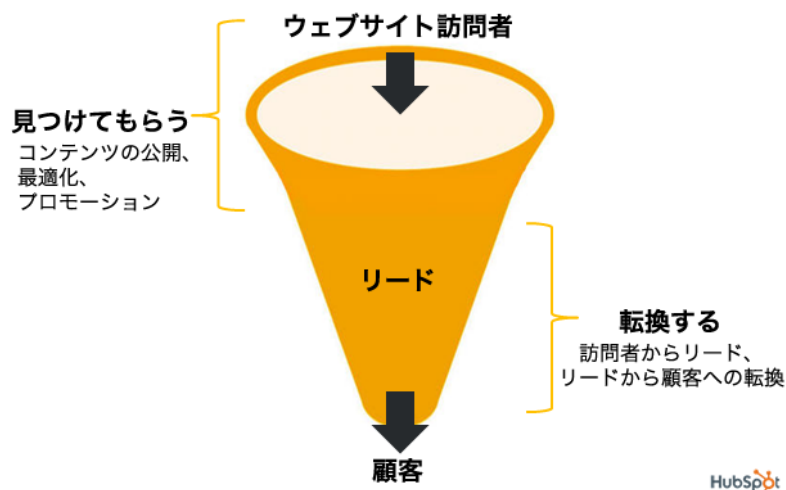 ウェブサイト訪問者
見つけてもらう
コンテンツの公開、
最適化、
プロモーション
リード
転換する
訪問者からリード、
リードから顧客への転換
顧客
HubSpot